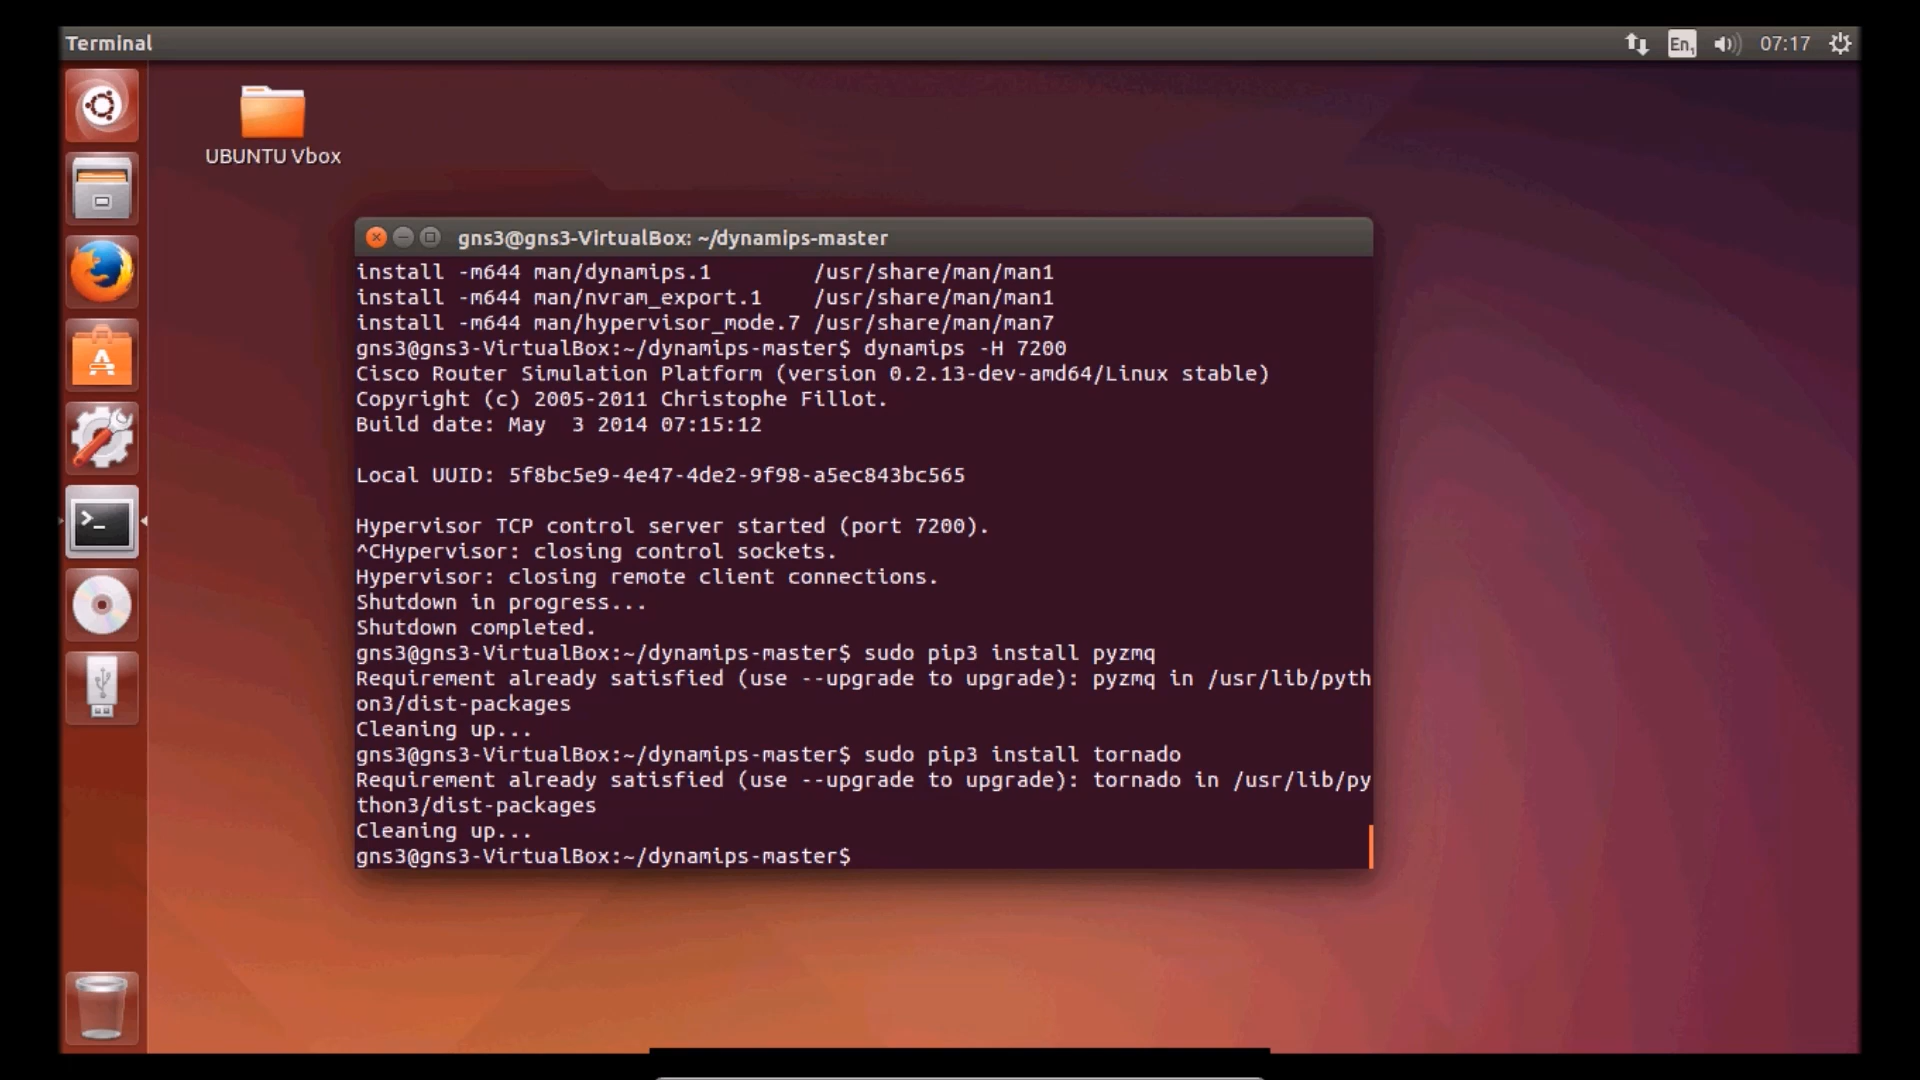 Terminal
En1
07:17
UBUNTU Vbox
gns3@gns3-VirtualBox: ~/dynamips-master
install -m644 man/dynamips.1        /usr/share/man/man1
install -m644 man/nvram_export.1    /usr/share/man/man1
install -m644 man/hypervisor_mode.7 /usr/share/man/man7
gns3@gns3-VirtualBox:~/dynamips-master$ dynamips -H 7200
Cisco Router Simulation Platform (version 0.2.13-dev-amd64/Linux stable)
Copyright (c) 2005-2011 Christophe Fillot.
Build date: May  3 2014 07:15:12
Local UUID: 5f8bc5e9-4e47-4de2-9f98-a5ec843bc565
Hypervisor TCP control server started (port 7200).
^CHypervisor: closing control sockets.
Hypervisor: closing remote client connections.
Shutdown in progress...
Shutdown completed.
gns3@gns3-VirtualBox:~/dynamips-master$ sudo pip3 install pyzmq
Requirement already satisfied (use --upgrade to upgrade): pyzmq in /usr/lib/pyth
on3/dist-packages
Cleaning up...
gns3@gns3-VirtualBox:~/dynamips-master$ sudo pip3 install tornado
Requirement already satisfied (use --upgrade to upgrade): tornado in /usr/lib/py
thon3/dist-packages
Cleaning up...
gns3@gns3-VirtualBox:~/dynamips-master$